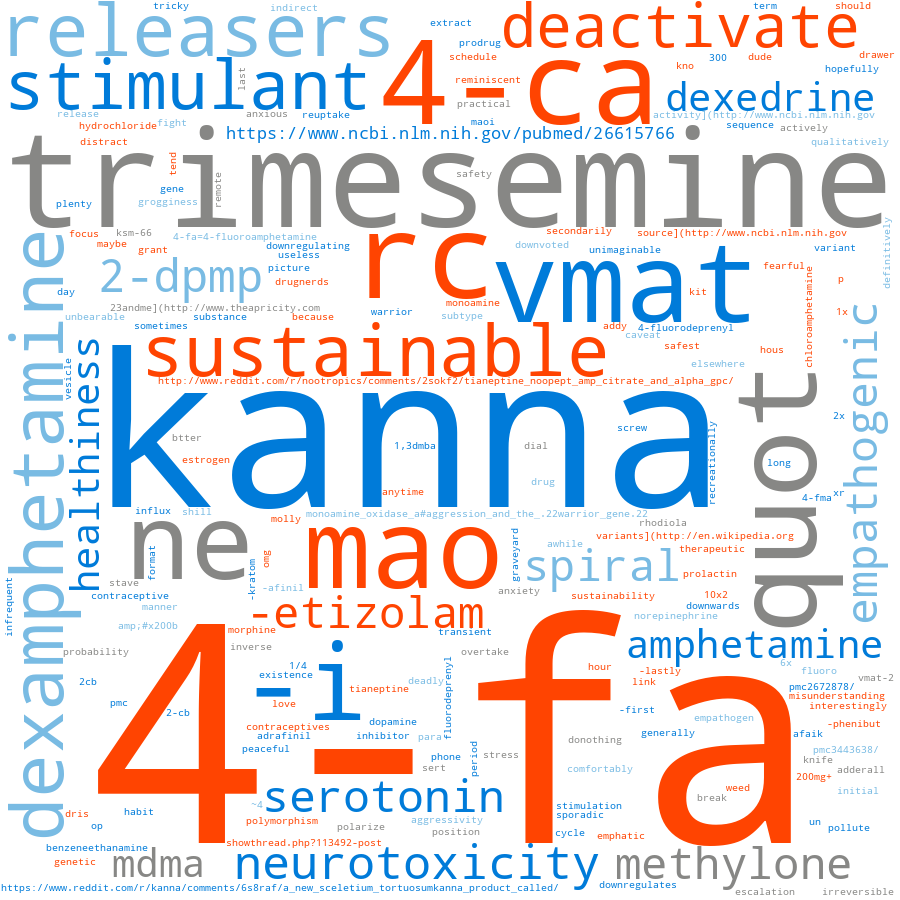 tricky
indirect
term
should
releasers
extract
deactivate
prodrug
4-ca
300
dude
schedule
kno
drawer
stimulant
last
reminiscent
hopefully
practical
dexedrine
release
anxious
reuptake
maoi
activity](http://www.ncbi.nlm.nih.gov
hydrochloride
fight
https://www.ncbi.nlm.nih.gov/pubmed/26615766
sequence
actively
distract
qualitatively
trimesemine
tend
safety
gene
remote
grogginess
plenty
focus
ksm-66
4-fa=4-fluoroamphetamine
rc
secondarily
source](http://www.ncbi.nlm.nih.gov
maybe
grant
downregulating
downvoted
unimaginable
variant
definitively
useless
2-dpmp
picture
vmat
fearful
day
drugnerds
kit
p
23andme](http://www.theapricity.com
monoamine
unbearable
substance
because
warrior
subtype
addy
1x
sometimes
caveat
4-fluorodeprenyl
chloroamphetamine
dexamphetamine
sustainable
safest
hous
elsewhere
empathogenic
healthiness
vesicle
http://www.reddit.com/r/nootropics/comments/2sokf2/tianeptine_noopept_amp_citrate_and_alpha_gpc/
kanna
quot
2x
screw
btter
1,3dmba
dial
recreationally
estrogen
long
drug
anytime
4-fma
xr
influx
shill
monoamine_oxidase_a#aggression_and_the_.22warrior_gene.22
ne
molly
mao
rhodiola
variants](http://en.wikipedia.org
format
omg
graveyard
awhile
therapeutic
infrequent
stave
-kratom
-afinil
anxiety
spiral
prolactin
contraceptive
sustainability
10x2
manner
-etizolam
downwards
norepinephrine
amp;#x200b
morphine
transient
4-fa
amphetamine
probability
inverse
-i
overtake
hour
1/4
existence
deadly
fluorodeprenyl
-lastly
6x
fluoro
vmat-2
2cb
tianeptine
link
pmc2672878/
misunderstanding
pmc
2-cb
love
-first
interestingly
contraceptives
dopamine
empathogen
-phenibut
adrafinil
inhibitor
para
generally
afaik
peaceful
phone
period
stress
donothing
pmc3443638/
sert
knife
comfortably
adderall
serotonin
weed
200mg+
break
initial
~4
stimulation
dris
habit
polymorphism
aggressivity
sporadic
un
op
polarize
position
cycle
emphatic
pollute
benzeneethanamine
showthread.php?113492-post
genetic
mdma
neurotoxicity
methylone
https://www.reddit.com/r/kanna/comments/6s8raf/a_new_sceletium_tortuosumkanna_product_called/
downregulates
escalation
irreversible